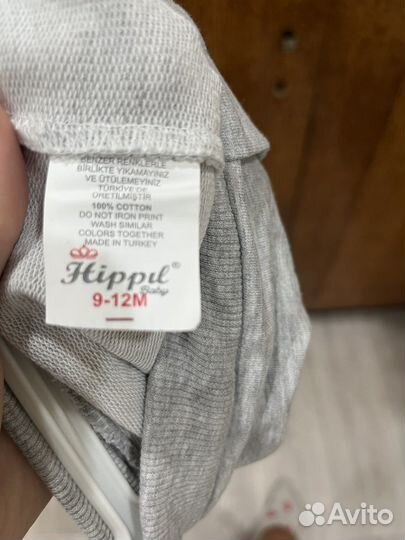 BENZER RENKLERLE
BİRLİKTE YIKAMAYINIZ
VE ÜTÜLEMEYİNİZ
TÜRKİYE'DE
ÜRETİLMİŞTİR
100% COTTON
DO NOT IRON PRINT
WASH SIMILAR
COLORS TOGETHER
MADE IN TURKEY
Hippıl®
Baby
9-12M
Avito